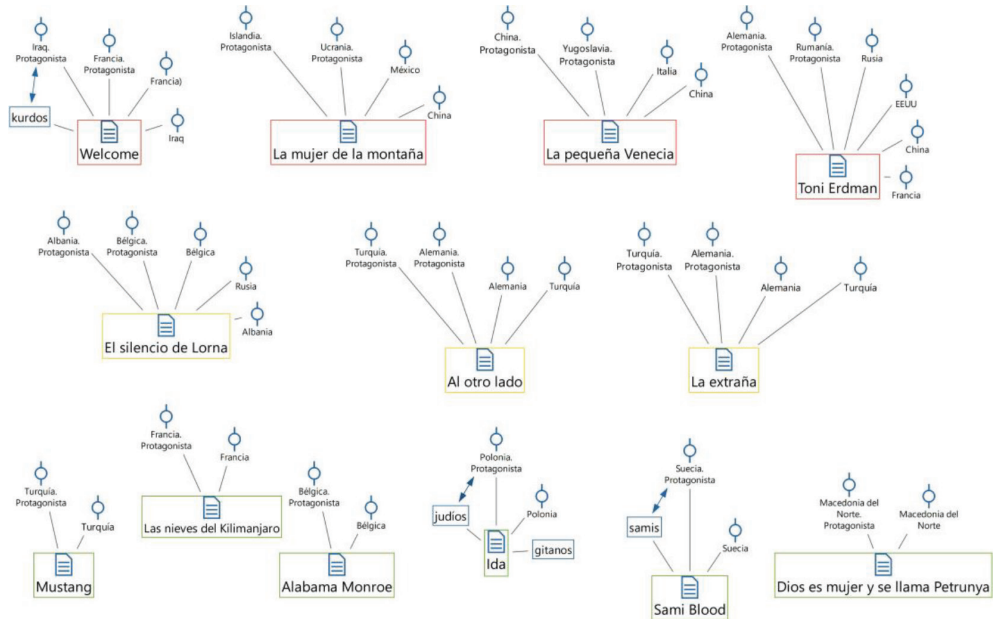 Iraq.
Protagonista
Francia.
Protagonista
Francia)
kurdos
Iraq
Welcome
Islandia.
Protagonista
Ucrania.
Protagonista
México
China
La mujer de la montaña
China.
Protagonista
Yugoslavia.
Protagonista
Italia
China
La pequeña Venecia
Alemania.
Protagonista
Rumanía.
Protagonista
Rusia
EEUU
China
Francia
Toni Erdman
Albania.
Protagonista
Bélgica.
Protagonista
Bélgica
Rusia
Albania
El silencio de Lorna
Turquía.
Protagonista
Alemania.
Protagonista
Alemania
Turquía
Al otro lado
Turquía.
Protagonista
Alemania.
Protagonista
Alemania
Turquía
La extraña
Turquía.
Protagonista
Turquía
Mustang
Francia.
Protagonista
Francia
Las nieves del Kilimanjaro
Bélgica.
Protagonista
Bélgica
Alabama Monroe
Polonia.
Protagonista
judíos
Polonia
gitanos
Ida
Suecia.
Protagonista
samis
Suecia
Sami Blood
Macedonia del
Norte.
Protagonista
Macedonia del
Norte
Dios es mujer y se llama Petrunya